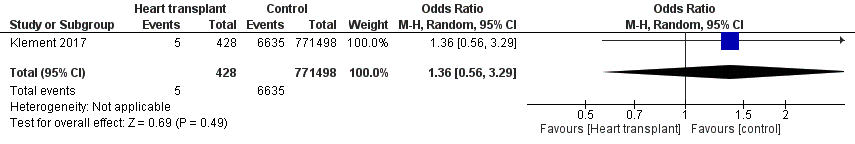 Heart transplant Control Odds Ratio Odds Ratio
Study or Subgroup Events Total Events Total Weight M-H, Random, 95% CI M-H, Random, 95% CI
Klement 2017 5 428 6635 771498 100.0% 1.36 [0.56, 3.29]
Total (95% CI) 428 771498 100.0% 1.36 [0.56, 3.29]
Total events 5 6635
Heterogeneity: Not applicable
Test for overall effect: Z = 0.69 (P = 0.49)
0.5 0.7 1 1.5 2
Favours [Heart transplant] Favours [control]